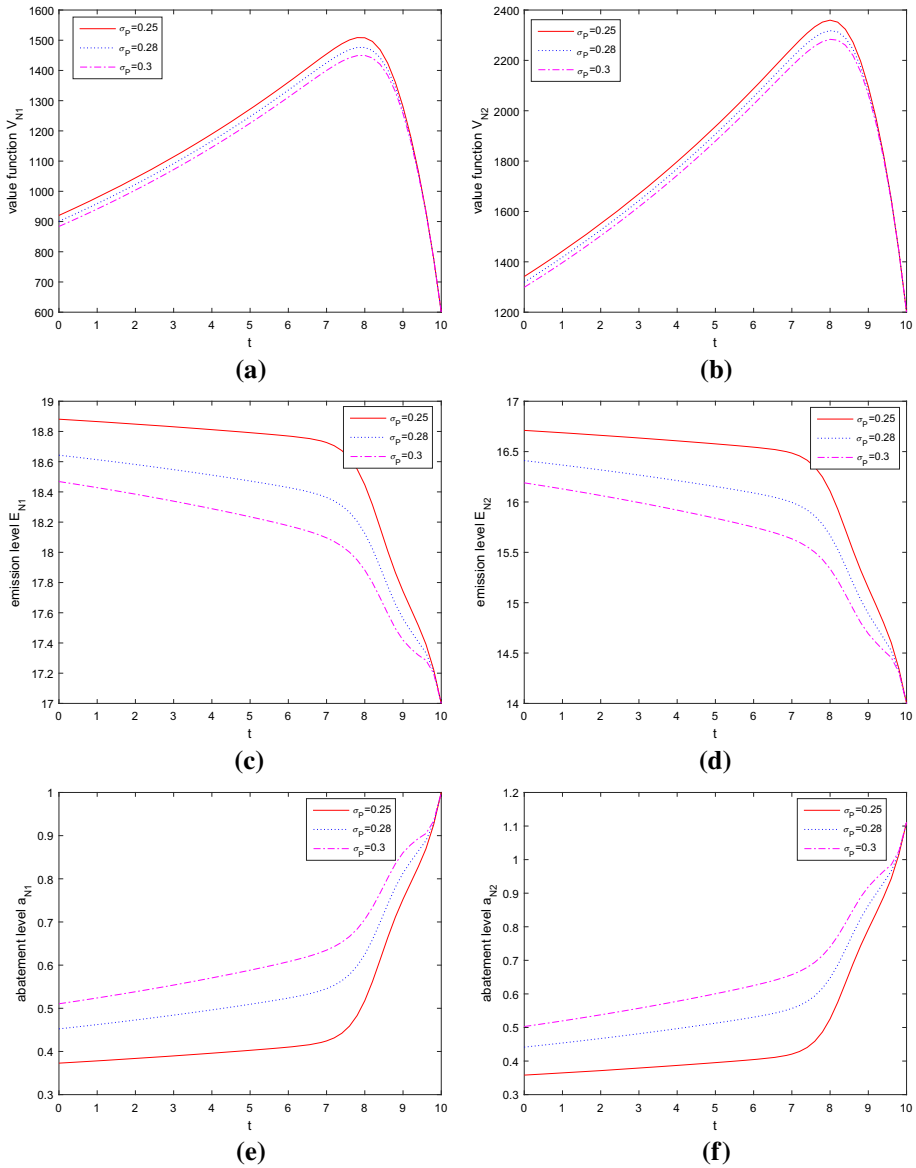 1600
1500
1400
1300
1200
1100
1000
900
800
700
600
value function V_N1
σ_P=0.25
σ_P=0.28
σ_P=0.3
0 1 2 3 4 5 6 7 8 9 10
t
(a)
2400
2200
2000
1800
1600
1400
1200
value function V_N2
σ_P=0.25
σ_P=0.28
σ_P=0.3
0 1 2 3 4 5 6 7 8 9 10
t
(b)
19
18.8
18.6
18.4
18.2
18
17.8
17.6
17.4
17.2
17
emission level E_N1
σ_P=0.25
σ_P=0.28
σ_P=0.3
0 1 2 3 4 5 6 7 8 9 10
t
(c)
17
16.5
16
15.5
15
14.5
14
emission level E_N2
σ_P=0.25
σ_P=0.28
σ_P=0.3
0 1 2 3 4 5 6 7 8 9 10
t
(d)
1
0.9
0.8
0.7
0.6
0.5
0.4
0.3
abatement level a_N1
σ_P=0.25
σ_P=0.28
σ_P=0.3
0 1 2 3 4 5 6 7 8 9 10
t
(e)
1.2
1.1
1
0.9
0.8
0.7
0.6
0.5
0.4
0.3
abatement level a_N2
σ_P=0.25
σ_P=0.28
σ_P=0.3
0 1 2 3 4 5 6 7 8 9 10
t
(f)